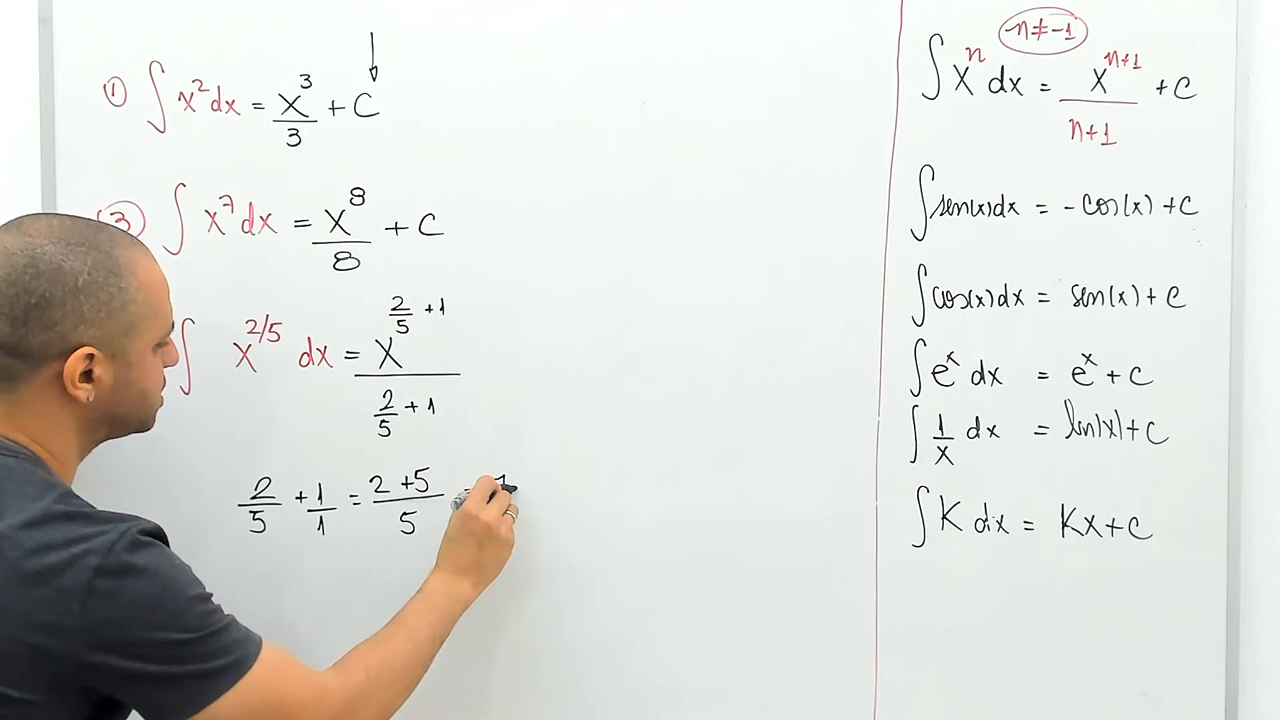 ① ∫ x² dx = x³/3 + C
③ ∫ x⁷ dx = x⁸/8 + C
∫ x^{2/5} dx = x^{2/5 + 1}/(2/5 + 1)
2/5 + 1/1 = (2+5)/5 =
n ≠ -1
∫ xⁿ dx = x^{n+1}/(n+1) + C
∫ sen(x)dx = -cos(x) + C
∫ cos(x)dx = sen(x) + C
∫ eˣ dx = eˣ + C
∫ 1/x dx = ln|x| + C
∫ K dx = Kx + C